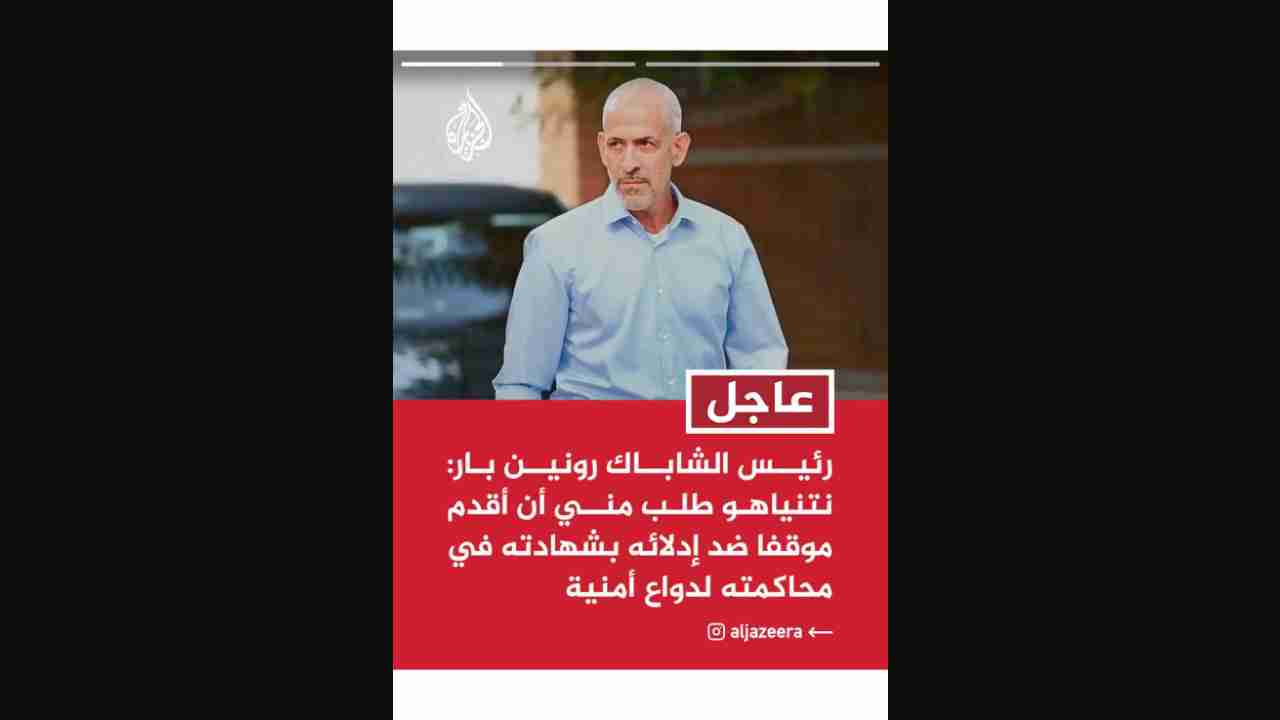 الجزيرة
عاجل
رئيس الشاباك رونين بار:
نتنياهو طلب مني أن أقدم
موقفا ضد إدلائه بشهادته في
محاكمته لدواع أمنية
aljazeera